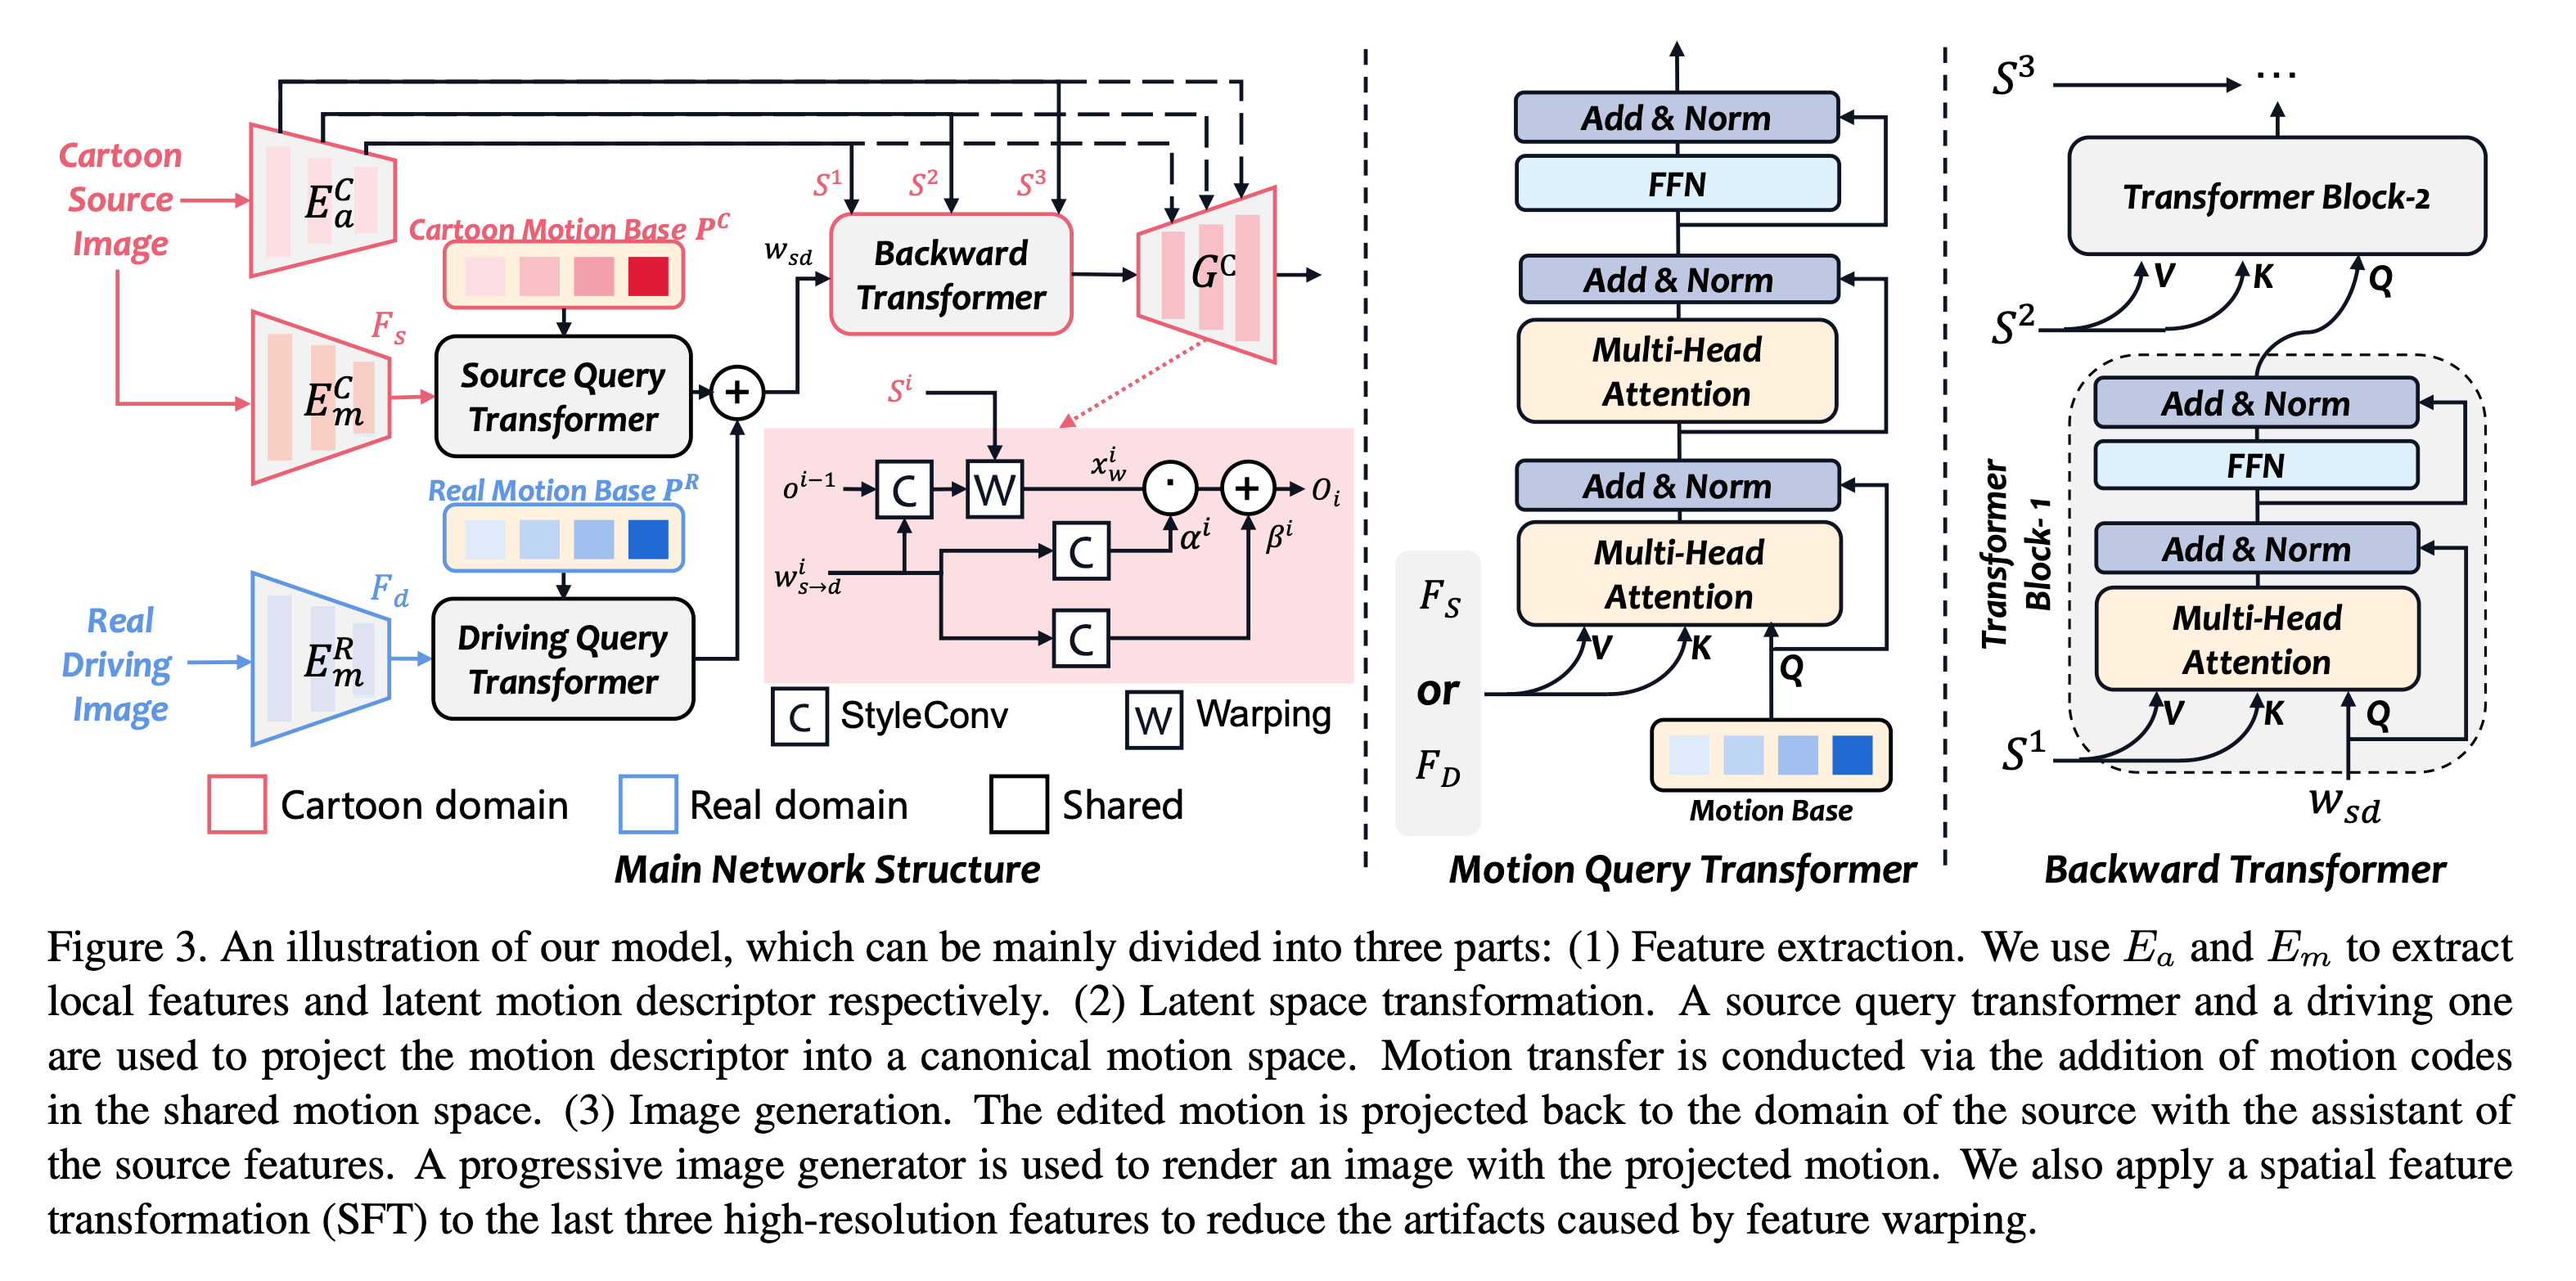 Cartoon
Source
Image
E_a^C
S^1
S^2
S^3
Cartoon Motion Base P^C
w_sd
Backward
Transformer
G^C
F_s
E_m^C
Source Query
Transformer
+
S^i
Real Motion Base P^R
o^{i−1}
C
W
x_w^i
·
+
O_i
F_d
w_{s→d}^i
C
α^i
β^i
C
Real
Driving
Image
E_m^R
Driving Query
Transformer
C StyleConv
W Warping
Cartoon domain
Real domain
Shared
Main Network Structure
Add & Norm
FFN
Add & Norm
Multi-Head
Attention
Add & Norm
Multi-Head
Attention
V
K
Q
F_S
or
F_D
Motion Base
Motion Query Transformer
S^3
...
Transformer Block-2
V
K
Q
S^2
Add & Norm
FFN
Add & Norm
Multi-Head
Attention
Transformer
Block-1
V
K
Q
S^1
w_sd
Backward Transformer
Figure 3. An illustration of our model, which can be mainly divided into three parts: (1) Feature extraction. We use E_a and E_m to extract
local features and latent motion descriptor respectively. (2) Latent space transformation. A source query transformer and a driving one
are used to project the motion descriptor into a canonical motion space. Motion transfer is conducted via the addition of motion codes
in the shared motion space. (3) Image generation. The edited motion is projected back to the domain of the source with the assistant of
the source features. A progressive image generator is used to render an image with the projected motion. We also apply a spatial feature
transformation (SFT) to the last three high-resolution features to reduce the artifacts caused by feature warping.